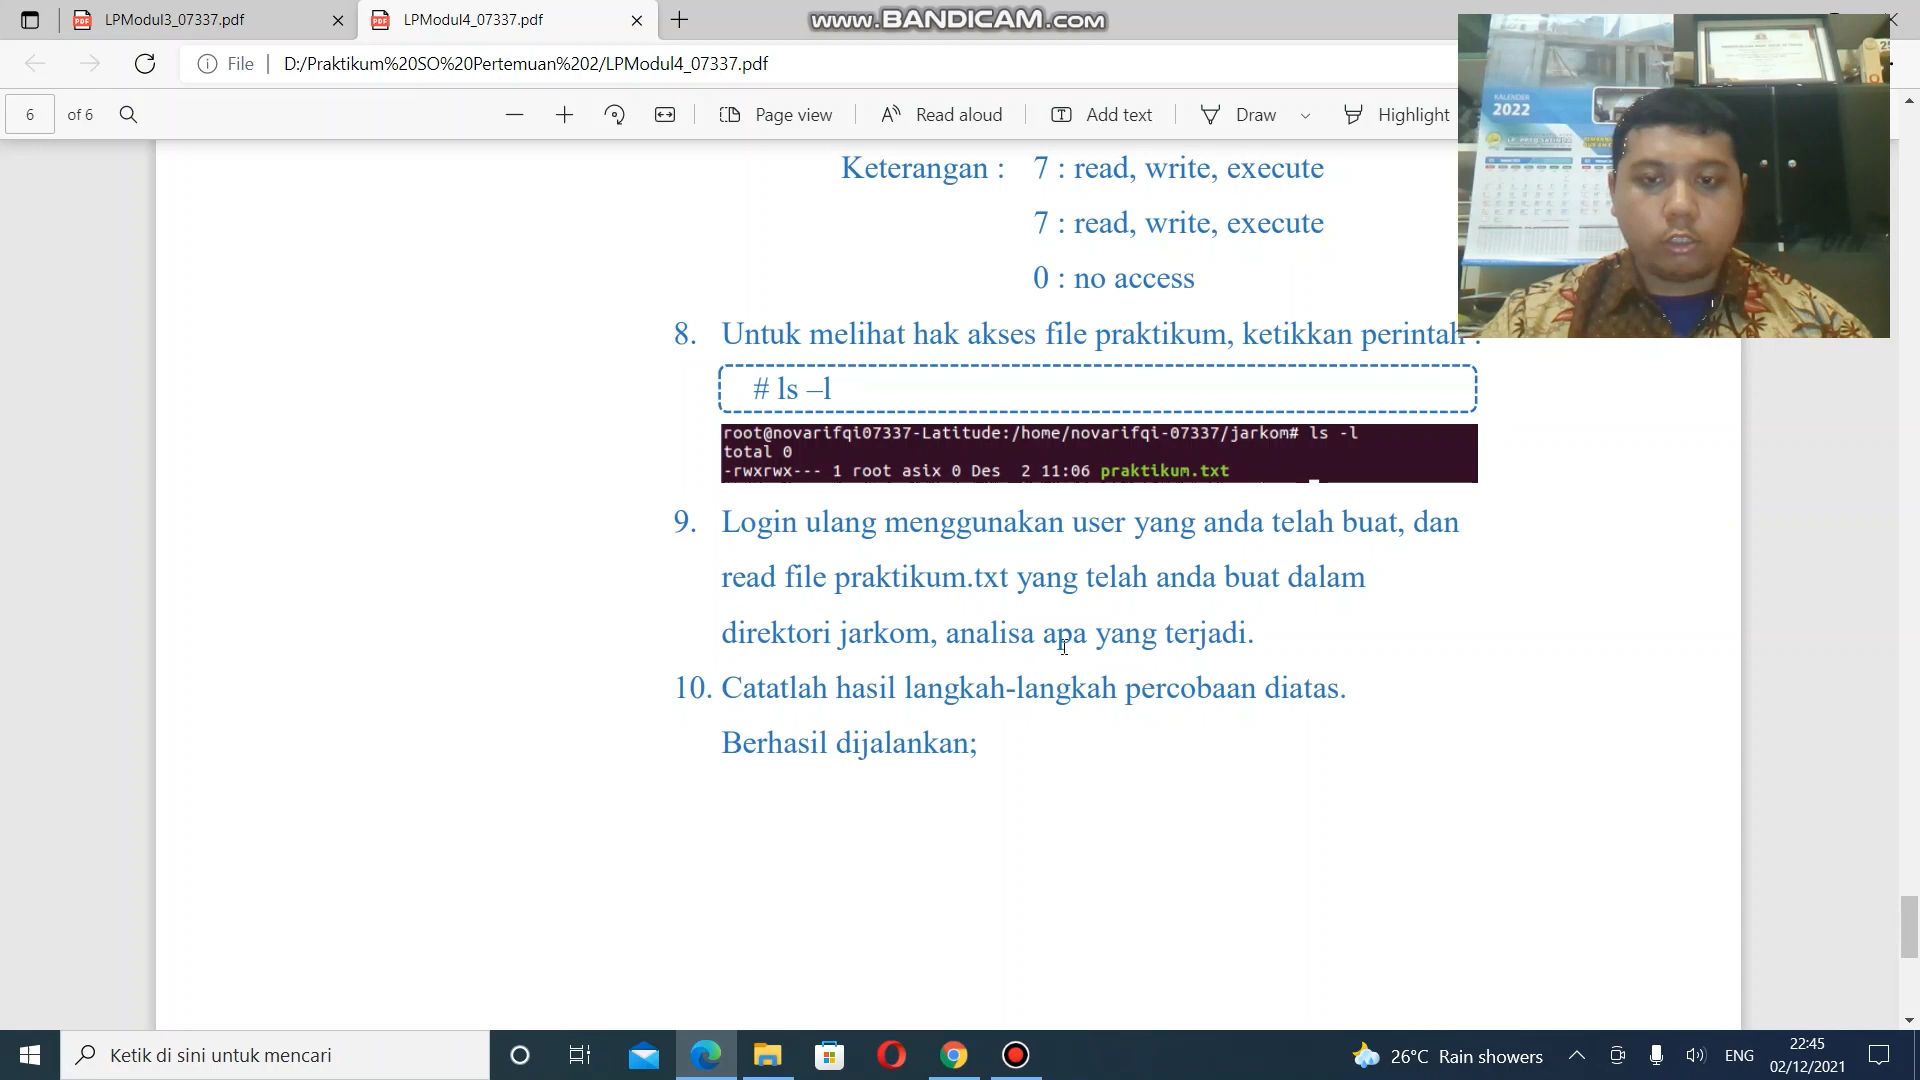 LPModul3_07337.pdf
LPModul4_07337.pdf
www.BANDICAM.com
File
D:/Praktikum%20SO%20Pertemuan%202/LPModul4_07337.pdf
6 of 6
Page view
Read aloud
Add text
Draw
Highlight
KALENDER
2022
Keterangan : 7 : read, write, execute
7 : read, write, execute
0 : no access
8. Untuk melihat hak akses file praktikum, ketikkan perintah :
# ls –l
root@novarifqi07337-Latitude:/home/novarifqi-07337/jarkom# ls -l
total 0
-rwxrwx--- 1 root asix 0 Des 2 11:06 praktikum.txt
9. Login ulang menggunakan user yang anda telah buat, dan
read file praktikum.txt yang telah anda buat dalam
direktori jarkom, analisa apa yang terjadi.
10. Catatlah hasil langkah-langkah percobaan diatas.
Berhasil dijalankan;
Ketik di sini untuk mencari
26°C Rain showers
ENG
22:45
02/12/2021